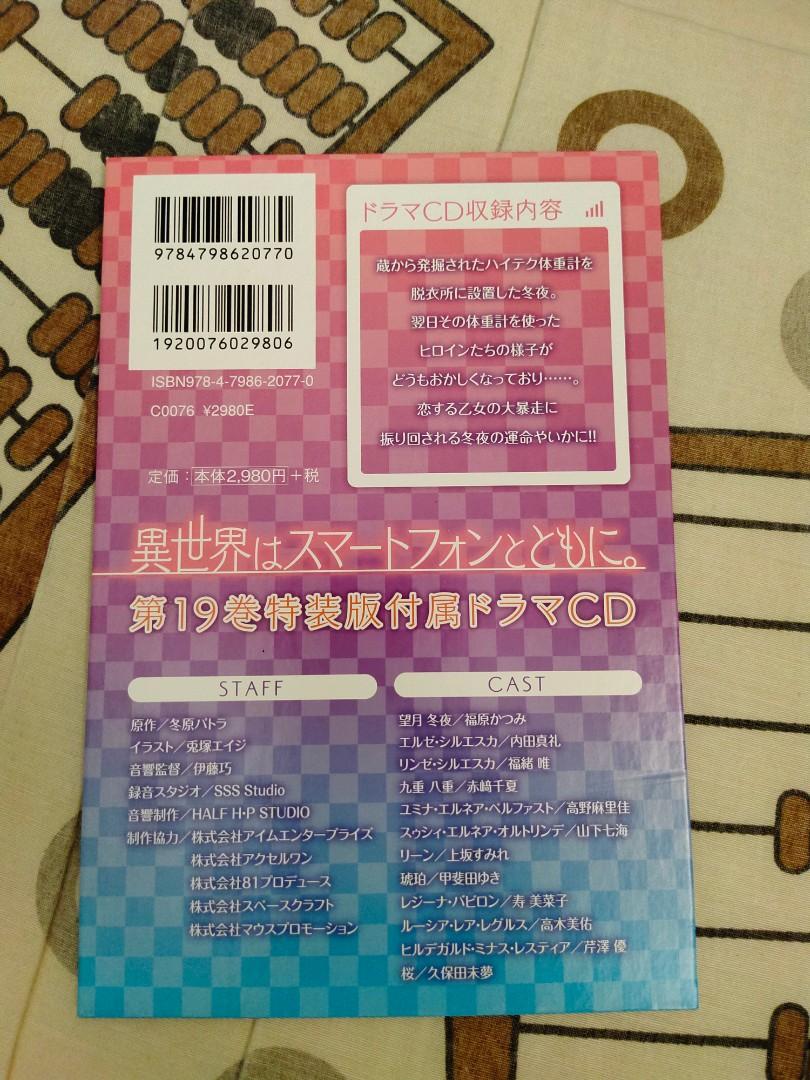 9784798620770
1920076029806
ISBN978-4-7986-2077-0
C0076 ¥2980E
定価：本体2,980円＋税
ドラマCD収録内容
蔵から発掘されたハイテク体重計を
脱衣所に設置した冬夜。
翌日その体重計を使った
ヒロインたちの様子が
どうもおかしくなっており……。
恋する乙女の大暴走に
振り回される冬夜の運命やいかに!!
異世界はスマートフォンとともに。
第19巻特装版付属ドラマCD
STAFF
原作／冬原パトラ
イラスト／兎塚エイジ
音響監督／伊藤巧
録音スタジオ／SSS Studio
音響制作／HALF H・P STUDIO
制作協力／株式会社アイムエンタープライズ
株式会社アクセルワン
株式会社81プロデュース
株式会社スペースクラフト
株式会社マウスプロモーション
CAST
望月 冬夜／福原かつみ
エルゼ・シルエスカ／内田真礼
リンゼ・シルエスカ／福緒 唯
九重 八重／赤﨑千夏
ユミナ・エルネア・ベルファスト／高野麻里佳
スゥシィ・エルネア・オルトリンデ／山下七海
リーン／上坂すみれ
琥珀／甲斐田ゆき
レジーナ・バビロン／寿 美菜子
ルーシア・レア・レグルス／高木美佑
ヒルデガルド・ミナス・レスティア／芹澤 優
桜／久保田未夢